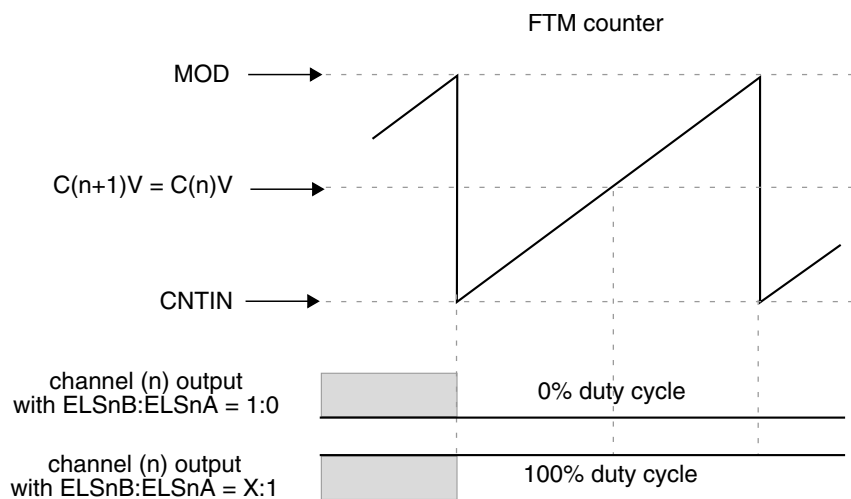 FTM counter
MOD
C(n+1)V = C(n)V
CNTIN
channel (n) output
with ELSnB:ELSnA = 1:0
0% duty cycle
channel (n) output
with ELSnB:ELSnA = X:1
100% duty cycle